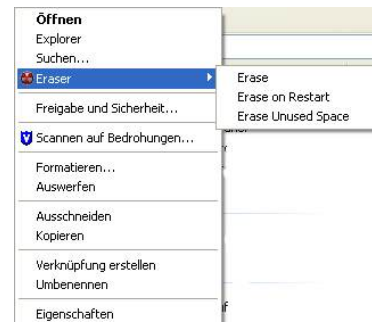 Öffnen
Explorer
Suchen...
Eraser
Freigabe und Sicherheit...
Scannen auf Bedrohungen...
Formatieren...
Auswerfen
Ausschneiden
Kopieren
Verknüpfung erstellen
Umbenennen
Eigenschaften
Erase
Erase on Restart
Erase Unused Space